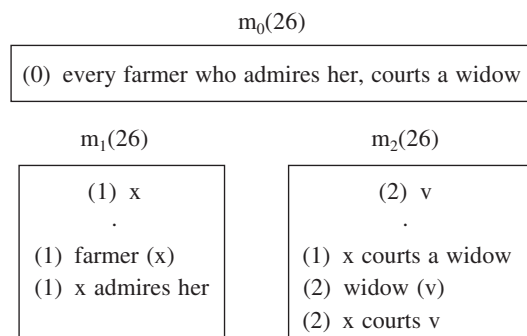 m₀(26)
(0) every farmer who admires her, courts a widow
m₁(26)
(1) x
.
(1) farmer (x)
(1) x admires her
m₂(26)
(2) v
.
(1) x courts a widow
(2) widow (v)
(2) x courts v